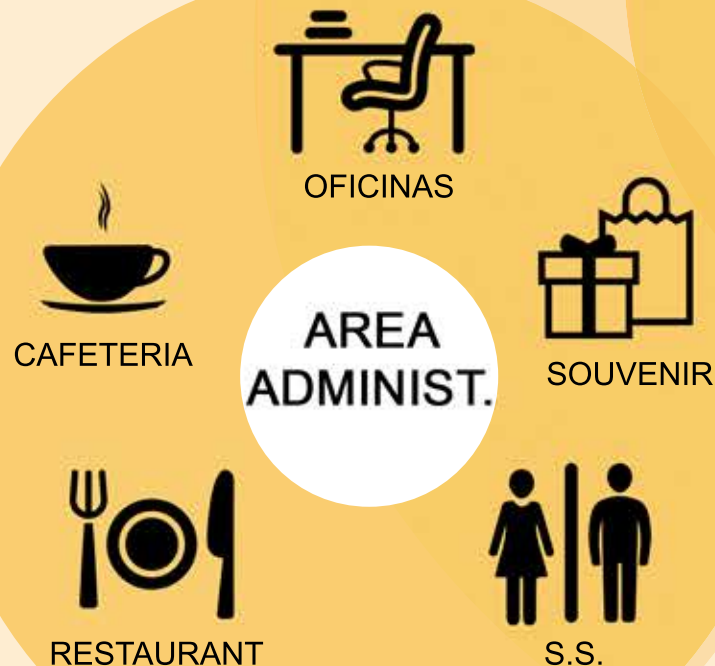 OFICINAS
CAFETERIA
AREA
ADMINIST.
SOUVENIR
RESTAURANT
S.S.